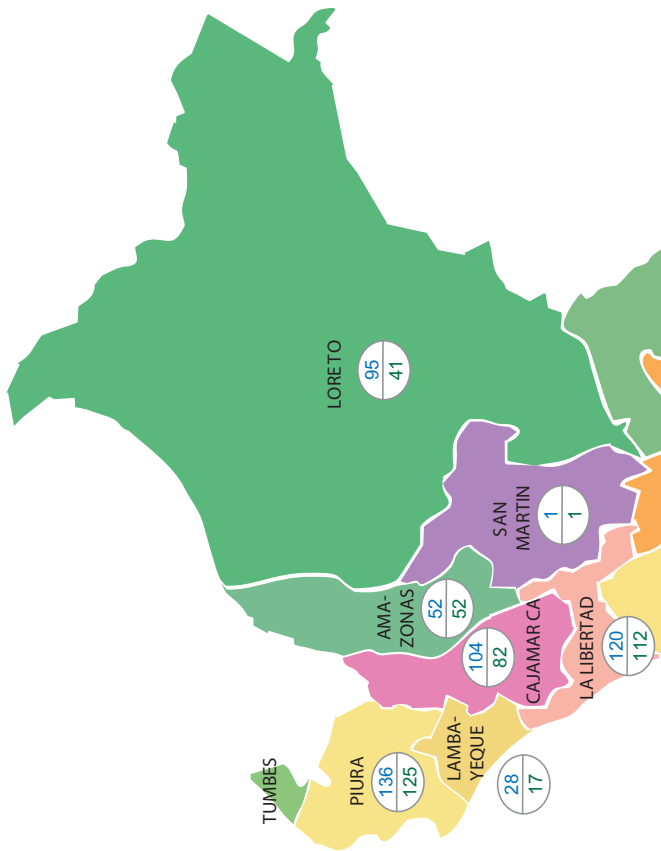 LORETO
95
41
SAN
MARTIN
1
1
AMA-
ZONAS
52
52
104
82
CAJAMARCA
LA LIBERTAD
120
112
TUMBES
PIURA
136
125
LAMBA-
YEQUE
28
17